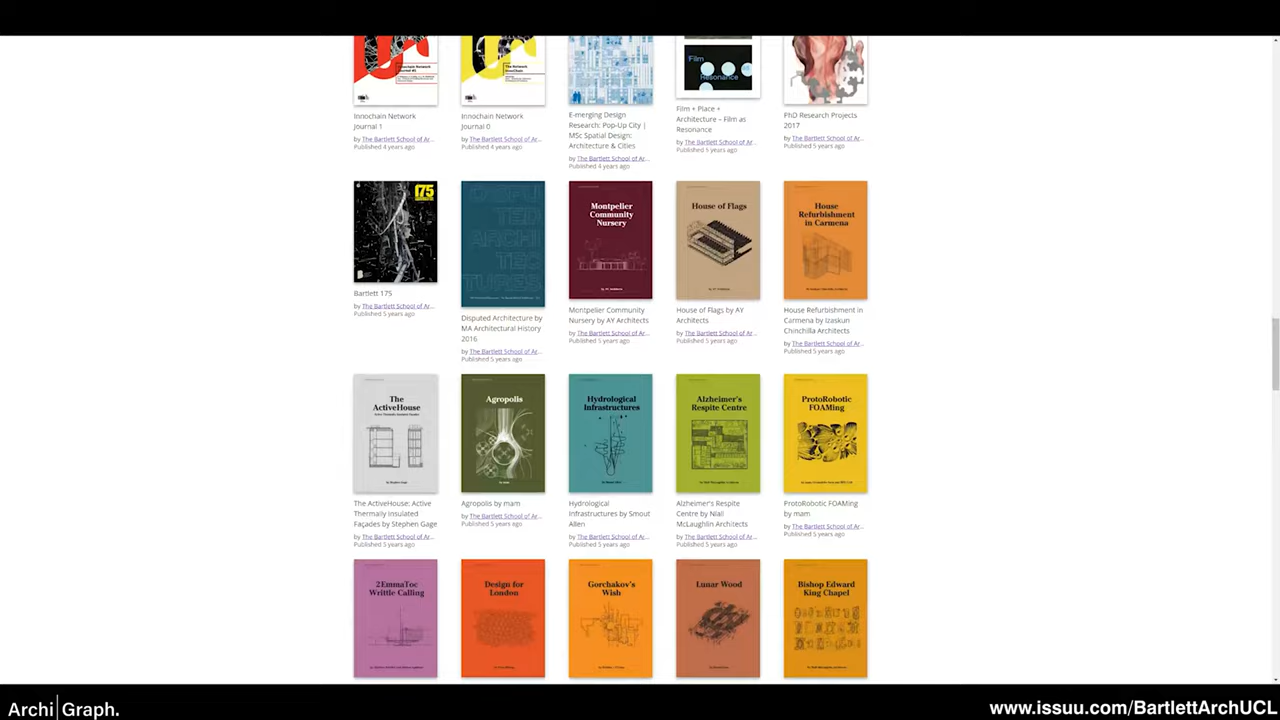 Innochain Network
Journal 1
by The Bartlett School of Ar...
Published 4 years ago
Innochain Network
Journal 0
by The Bartlett School of Ar...
Published 4 years ago
E-merging Design
Research: Pop-Up City |
MSc Spatial Design:
Architecture & Cities
by The Bartlett School of Ar...
Published 4 years ago
Film
Resonance
Film + Place +
Architecture – Film as
Resonance
by The Bartlett School of Ar...
Published 5 years ago
PhD Research Projects
2017
by The Bartlett School of Ar...
Published 5 years ago
f75
Bartlett 175
by The Bartlett School of Ar...
Published 5 years ago
DISPU
TED
ARCHI
TEC
TURES
Disputed Architecture by
MA Architectural History
2016
by The Bartlett School of Ar...
Published 5 years ago
Montpelier
Community
Nursery
Montpelier Community
Nursery by AY Architects
by The Bartlett School of Ar...
Published 5 years ago
House of Flags
House of Flags by AY
Architects
by The Bartlett School of Ar...
Published 5 years ago
House
Refurbishment
in Carmena
House Refurbishment in
Carmena by Izaskun
Chinchilla Architects
by The Bartlett School of Ar...
Published 5 years ago
The
ActiveHouse
The ActiveHouse: Active
Thermally Insulated
Façades by Stephen Gage
by The Bartlett School of Ar...
Published 5 years ago
Agropolis
Agropolis by mam
by The Bartlett School of Ar...
Published 5 years ago
Hydrological
Infrastructures
Hydrological
Infrastructures by Smout
Allen
by The Bartlett School of Ar...
Published 5 years ago
Alzheimer's
Respite Centre
Alzheimer's Respite
Centre by Níall
McLaughlin Architects
by The Bartlett School of Ar...
Published 5 years ago
ProtoRobotic
FOAMing
ProtoRobotic FOAMing
by mam
by The Bartlett School of Ar...
Published 5 years ago
2EmmaToc
Writtle Calling
Design for
London
Gorchakov's
Wish
Lunar Wood
Bishop Edward
King Chapel
Archi|Graph.
www.issuu.com/BartlettArchUCL